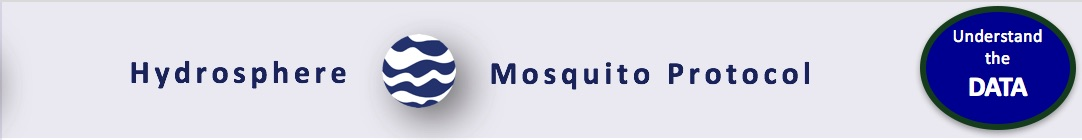 Hydrosphere Mosquito Protocol
Understand
the
DATA